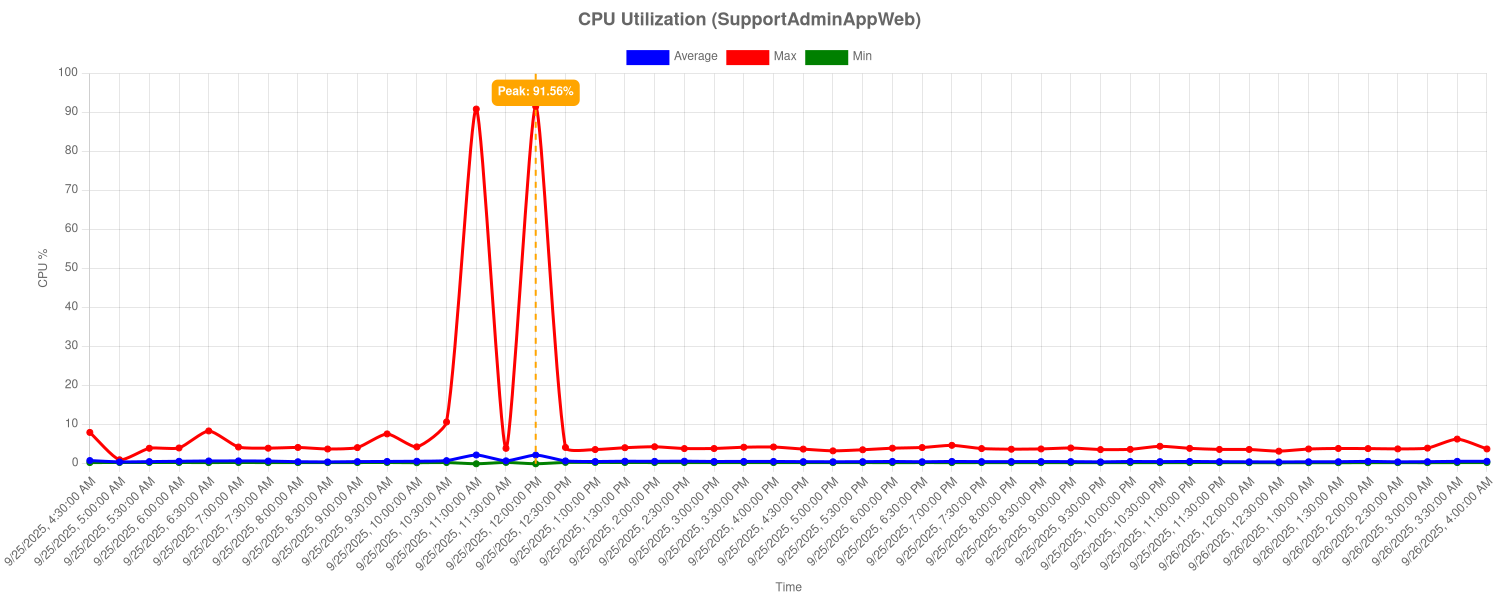 CPU Utilization (SupportAdminAppWeb)
Average Max Min
100
Peak: 91.56%
90
80
70
60
50
40
30
20
10
0
CPU %
9/25/2025, 4:30:00 AM
9/25/2025, 5:00:00 AM
9/25/2025, 5:30:00 AM
9/25/2025, 6:00:00 AM
9/25/2025, 6:30:00 AM
9/25/2025, 7:00:00 AM
9/25/2025, 7:30:00 AM
9/25/2025, 8:00:00 AM
9/25/2025, 8:30:00 AM
9/25/2025, 9:00:00 AM
9/25/2025, 9:30:00 AM
9/25/2025, 10:00:00 AM
9/25/2025, 10:30:00 AM
9/25/2025, 11:00:00 AM
9/25/2025, 11:30:00 AM
9/25/2025, 12:00:00 PM
9/25/2025, 12:30:00 PM
9/25/2025, 1:00:00 PM
9/25/2025, 1:30:00 PM
9/25/2025, 2:00:00 PM
9/25/2025, 2:30:00 PM
9/25/2025, 3:00:00 PM
9/25/2025, 3:30:00 PM
9/25/2025, 4:00:00 PM
9/25/2025, 4:30:00 PM
9/25/2025, 5:00:00 PM
9/25/2025, 5:30:00 PM
9/25/2025, 6:00:00 PM
9/25/2025, 6:30:00 PM
9/25/2025, 7:00:00 PM
9/25/2025, 7:30:00 PM
9/25/2025, 8:00:00 PM
9/25/2025, 8:30:00 PM
9/25/2025, 9:00:00 PM
9/25/2025, 9:30:00 PM
9/25/2025, 10:00:00 PM
9/25/2025, 10:30:00 PM
9/25/2025, 11:00:00 PM
9/25/2025, 11:30:00 PM
9/26/2025, 12:00:00 AM
9/26/2025, 12:30:00 AM
9/26/2025, 1:00:00 AM
9/26/2025, 1:30:00 AM
9/26/2025, 2:00:00 AM
9/26/2025, 2:30:00 AM
9/26/2025, 3:00:00 AM
9/26/2025, 3:30:00 AM
9/26/2025, 4:00:00 AM
Time